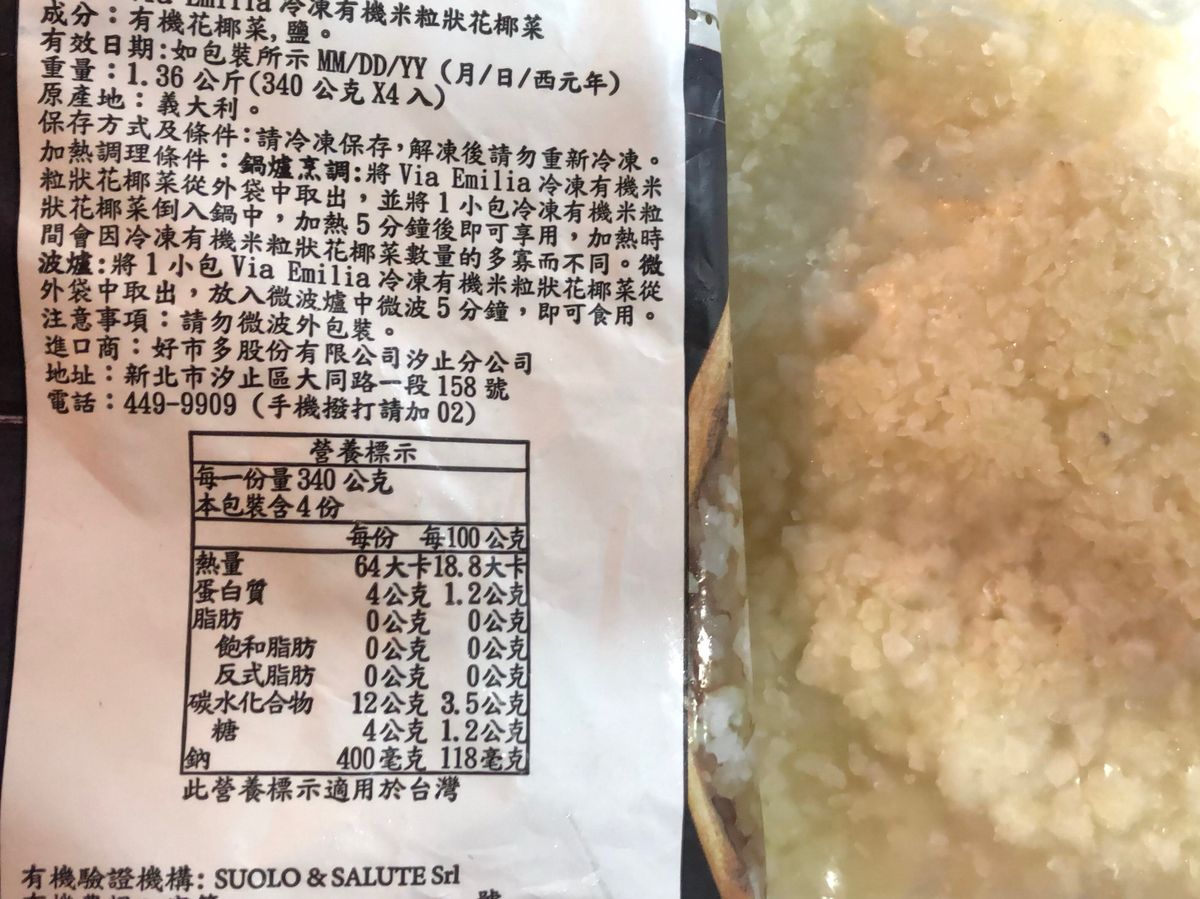 Via Emilia 冷凍有機米粒狀花椰菜
成分：有機花椰菜, 鹽。
有效日期:如包裝所示 MM/DD/YY (月/日/西元年)
重量：1.36 公斤(340 公克 X4 入)
原產地：義大利。
保存方式及條件:請冷凍保存,解凍後請勿重新冷凍。
加熱調理條件：鍋爐烹調:將 Via Emilia 冷凍有機米
粒狀花椰菜從外袋中取出，並將 1 小包冷凍有機米粒
狀花椰菜倒入鍋中，加熱 5 分鐘後即可享用，加熱時
間會因冷凍有機米粒狀花椰菜數量的多寡而不同。微
波爐:將 1 小包 Via Emilia 冷凍有機米粒狀花椰菜從
外袋中取出，放入微波爐中微波 5 分鐘，即可食用。
注意事項：請勿微波外包裝。
進口商：好市多股份有限公司汐止分公司
地址：新北市汐止區大同路一段 158 號
電話：449-9909 (手機撥打請加 02)
營養標示
每一份量 340 公克
本包裝含 4 份
每份 每 100 公克
熱量 64 大卡 18.8 大卡
蛋白質 4 公克 1.2 公克
脂肪 0 公克 0 公克
飽和脂肪 0 公克 0 公克
反式脂肪 0 公克 0 公克
碳水化合物 12 公克 3.5 公克
糖 4 公克 1.2 公克
鈉 400 毫克 118 毫克
此營養標示適用於台灣
有機驗證機構: SUOLO & SALUTE Srl